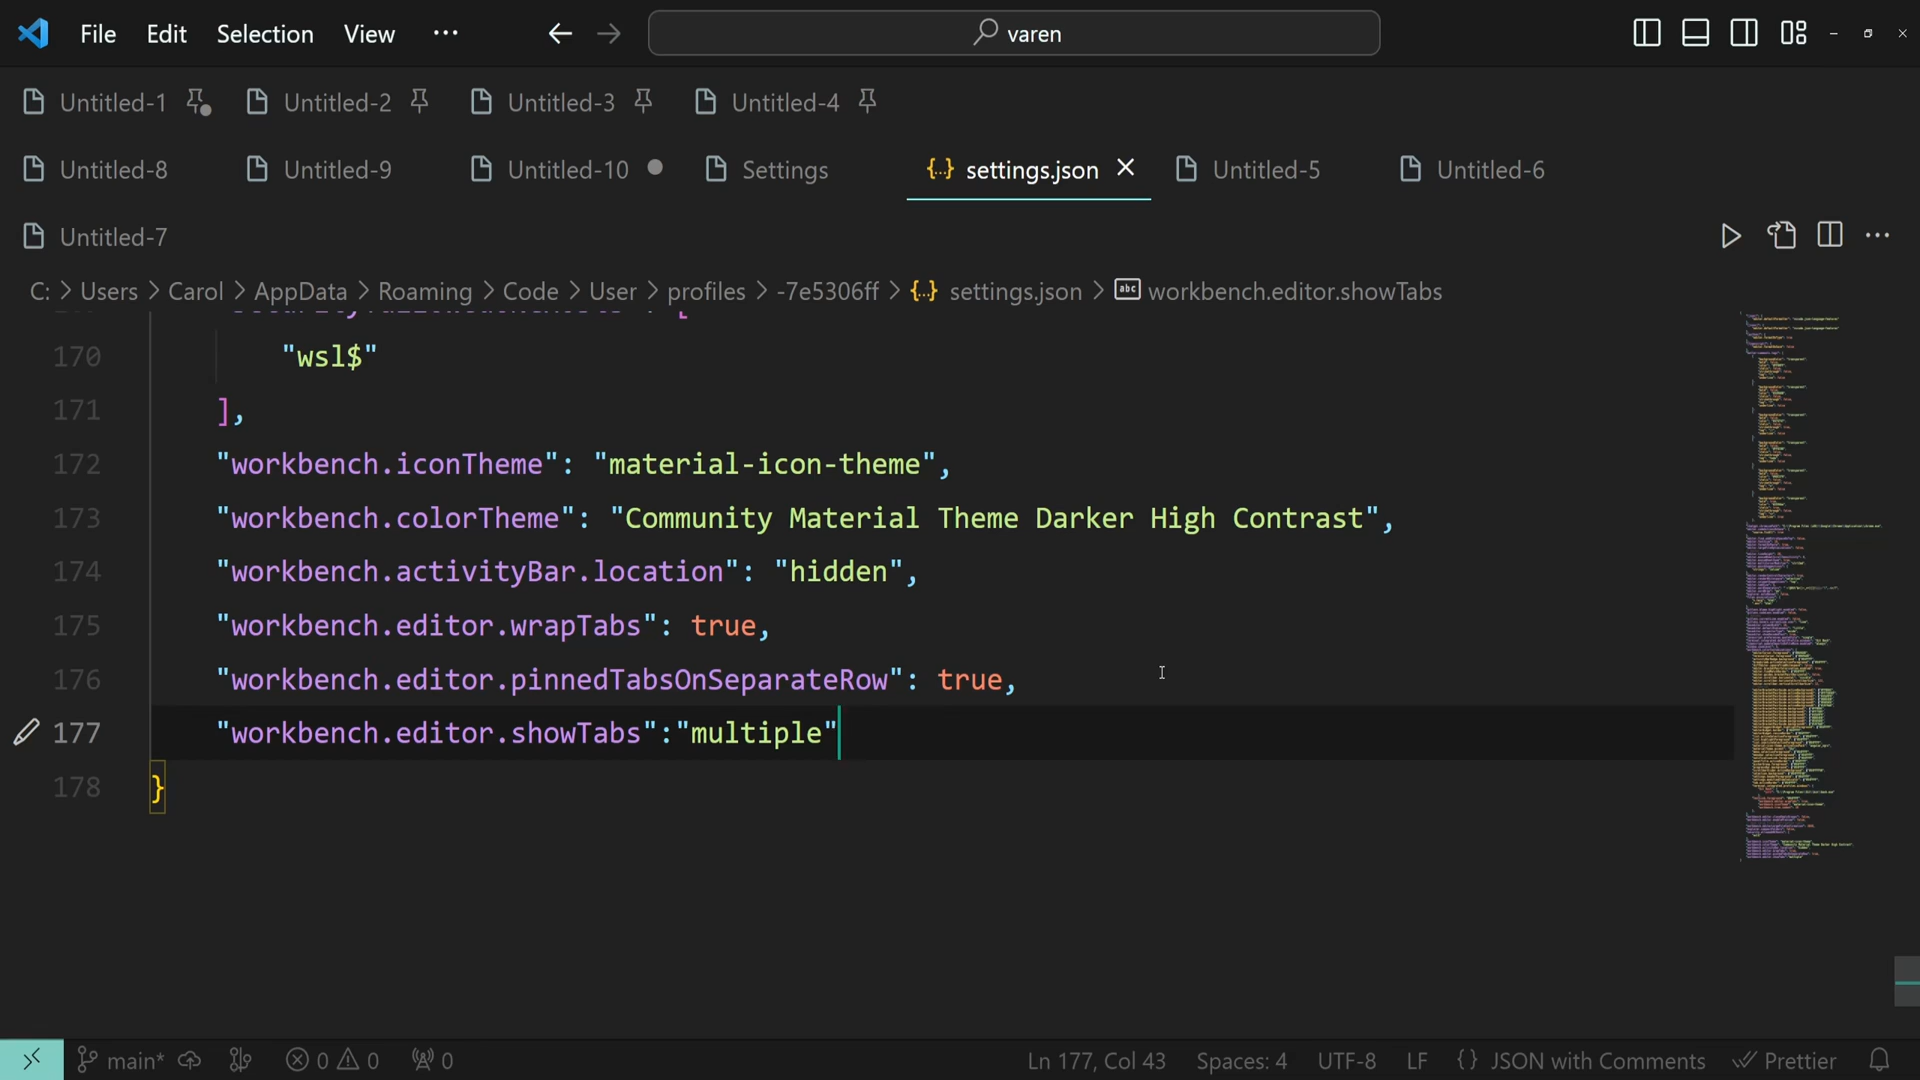 File Edit Selection View ··· varen
Untitled-1 Untitled-2 Untitled-3 Untitled-4
Untitled-8 Untitled-9 Untitled-10 Settings {..} settings.json Untitled-5 Untitled-6
Untitled-7
C: > Users > Carol > AppData > Roaming > Code > User > profiles > -7e5306ff > {..} settings.json > abc workbench.editor.showTabs
170 "wsl$"
171 ],
172 "workbench.iconTheme": "material-icon-theme",
173 "workbench.colorTheme": "Community Material Theme Darker High Contrast",
174 "workbench.activityBar.location": "hidden",
175 "workbench.editor.wrapTabs": true,
176 "workbench.editor.pinnedTabsOnSeparateRow": true,
177 "workbench.editor.showTabs":"multiple"
178 }
main* 0 0 0 Ln 177, Col 43 Spaces: 4 UTF-8 LF {} JSON with Comments Prettier